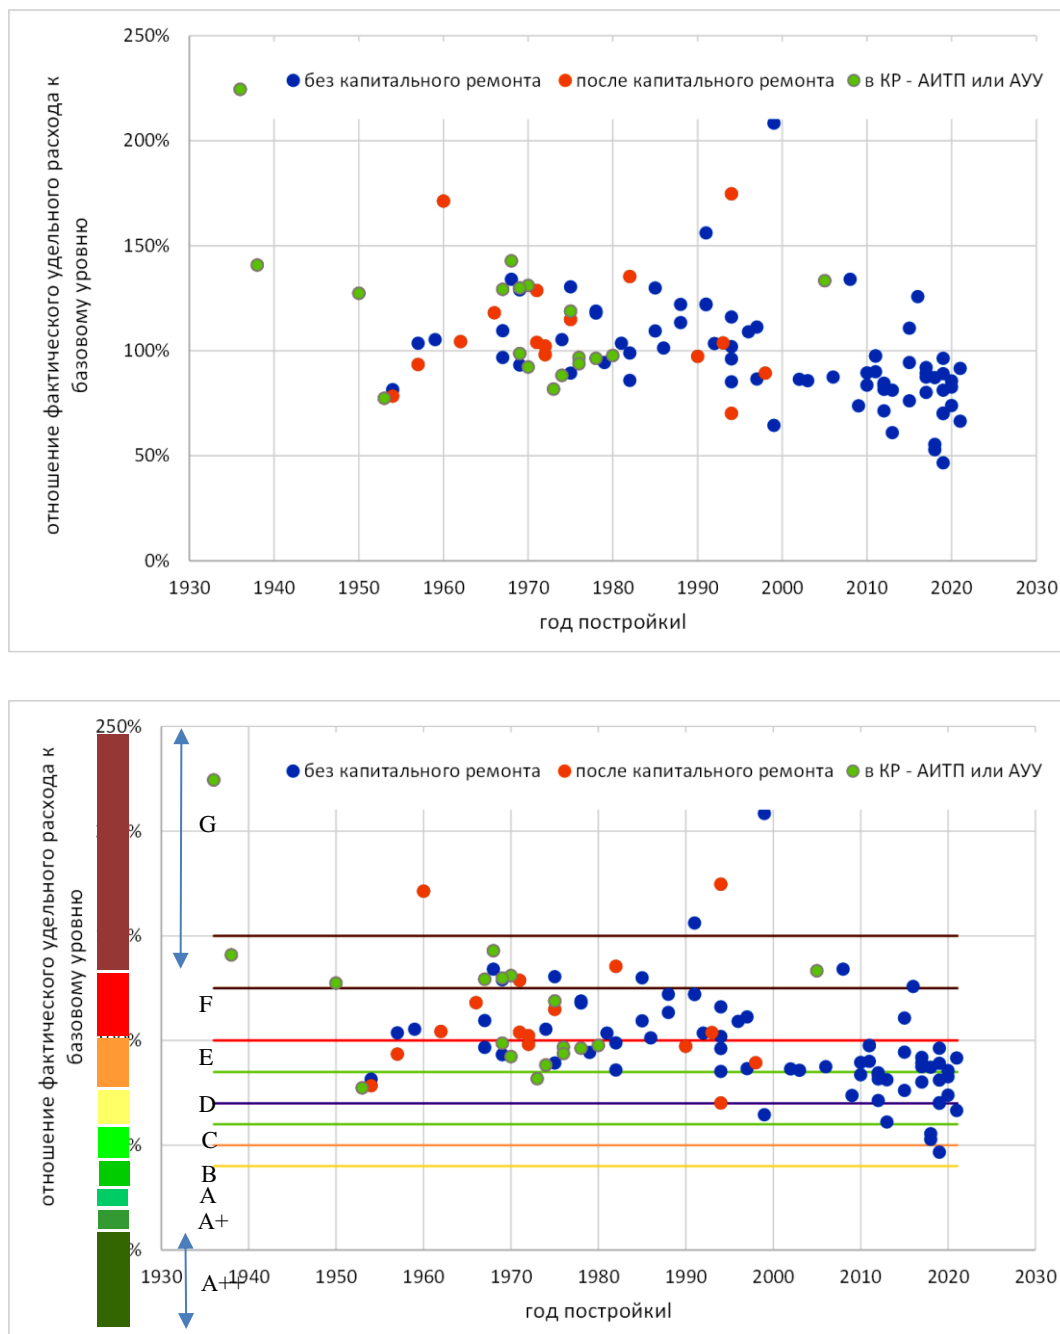 250%
200%
150%
100%
50%
0%
отношение фактического удельного расхода к
базовому уровню
без капитального ремонта
после капитального ремонта
в КР - АИТП или АУУ
1930 1940 1950 1960 1970 1980 1990 2000 2010 2020 2030
год постройкиl
250%
%
отношение фактического удельного расхода к
базовому уровню
без капитального ремонта
после капитального ремонта
в КР - АИТП или АУУ
G
F
E
D
C
B
A
A+
%
A++
1930 1940 1950 1960 1970 1980 1990 2000 2010 2020 2030
год постройкиl